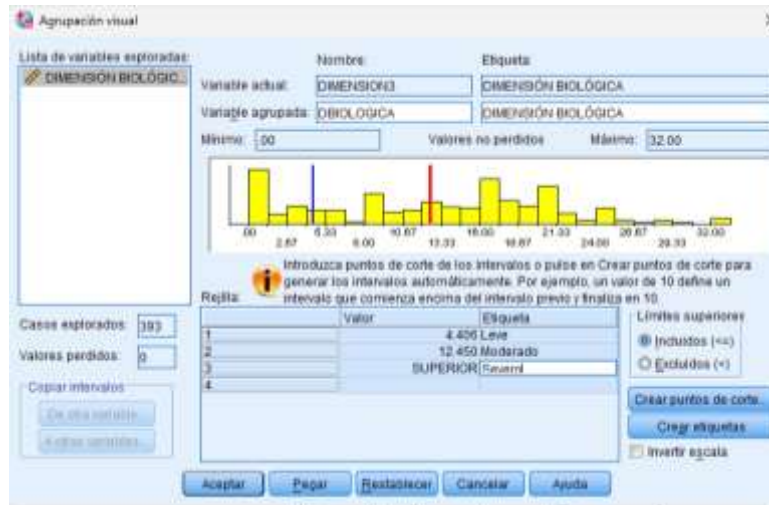 Agrupación visual
Lista de variables exploradas:
DIMENSIÓN BIOLÓGIC...
Nombre: Etiqueta:
Variable actual: DIMENSION3 DIMENSIÓN BIOLÓGICA
Variable agrupada: DBIOLOGICA DIMENSIÓN BIOLÓGICA
Mínimo: .00 Valores no perdidos Máximo: 32.00
.00 2.67 5.33 8.00 10.67 13.33 16.00 18.67 21.33 24.00 26.67 29.33 32.00
Introduzca puntos de corte de los intervalos o pulse en Crear puntos de corte para
generar los intervalos automáticamente. Por ejemplo, un valor de 10 define un
intervalo que comienza encima del intervalo previo y finaliza en 10.
Rejilla:
Valor Etiqueta
1 4.406 Leve
2 12.450 Moderado
3 SUPERIOR
4
Casos explorados: 393
Valores perdidos: 0
Copiar intervalos
De otra variable...
A otras variables...
Límites superiores
Incluidos (<=)
Excluidos (<)
Crear puntos de corte...
Crear etiquetas
Invertir escala
Aceptar Pegar Restablecer Cancelar Ayuda